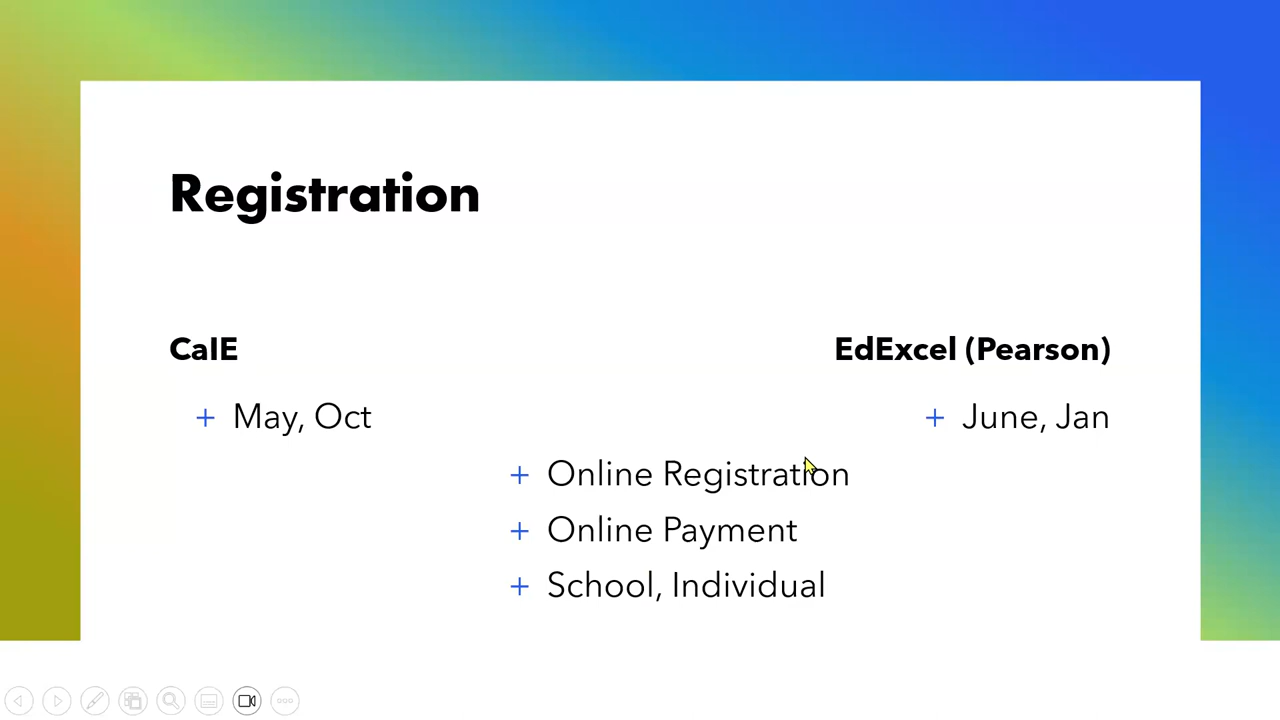 Registration
CaIE
EdExcel (Pearson)
+ May, Oct
+ June, Jan
+ Online Registration
+ Online Payment
+ School, Individual